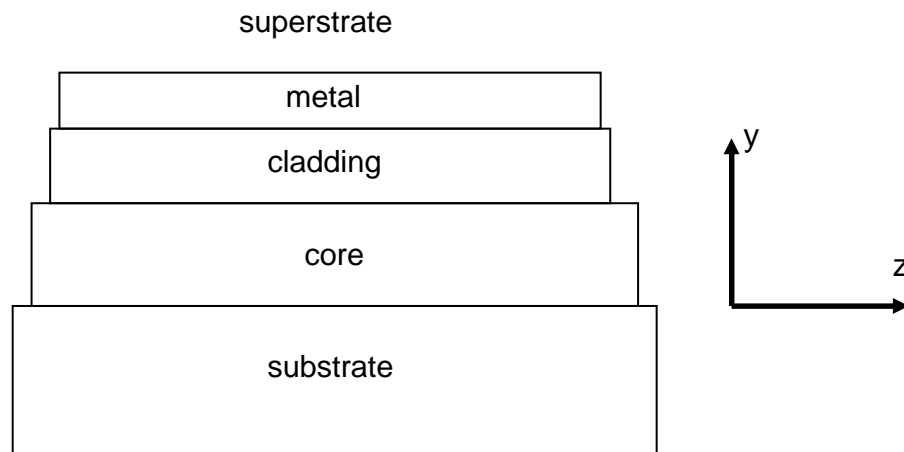 superstrate
metal
cladding
core
substrate
y
z